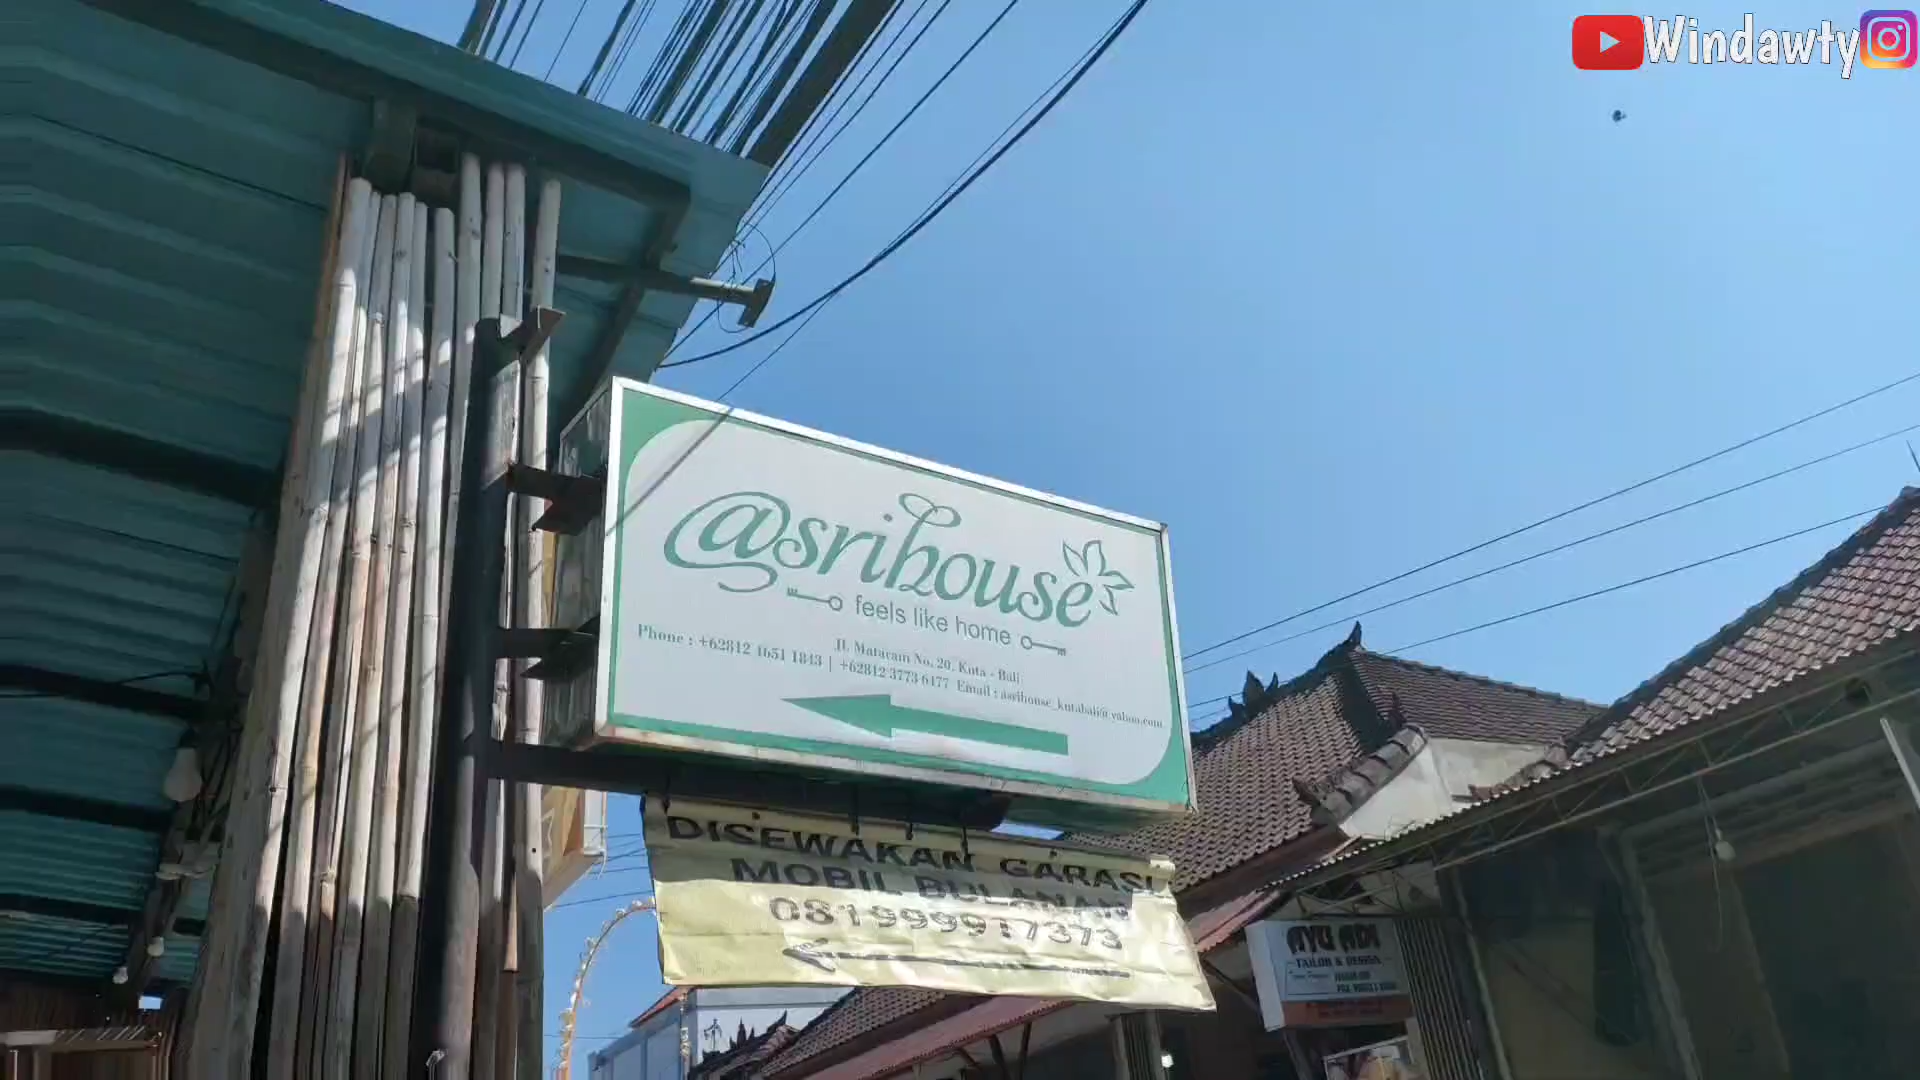 Windawty
@srihouse
feels like home
Jl. Mataram No. 20, Kuta - Bali
Phone : +62812 4651 1843 | +62812 3773 6177 Email : asrihouse_kutabali@yahoo.com
DISEWAKAN GARASI
MOBIL BULANAN
081999917373
AYU ADI
TAILOR & DESIGN